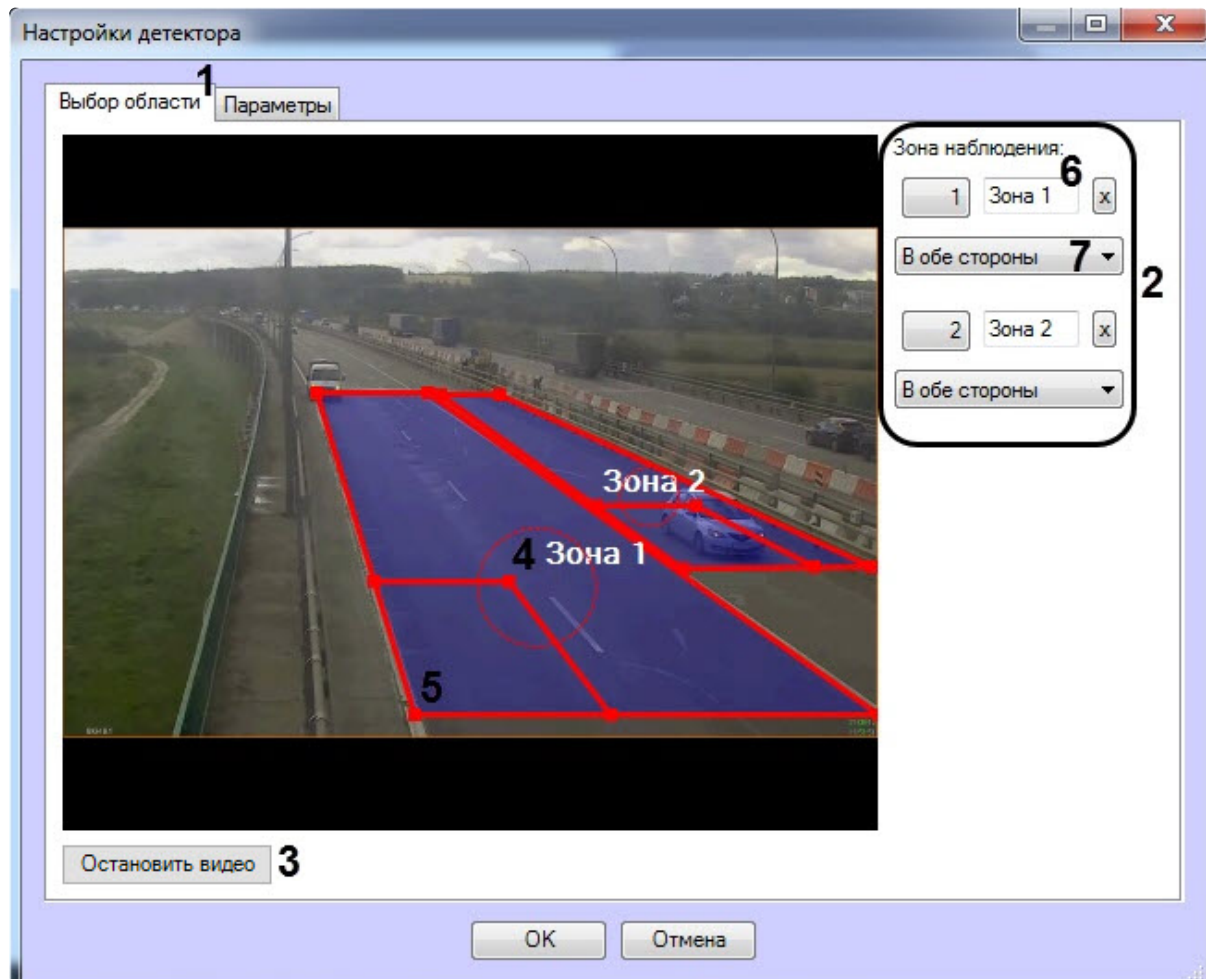 Настройки детектора
1
Выбор области
Параметры
Зона наблюдения:
6
1 Зона 1 x
В обе стороны 7
2
2 Зона 2 x
В обе стороны
Зона 2
4 Зона 1
5
Остановить видео 3
OK Отмена